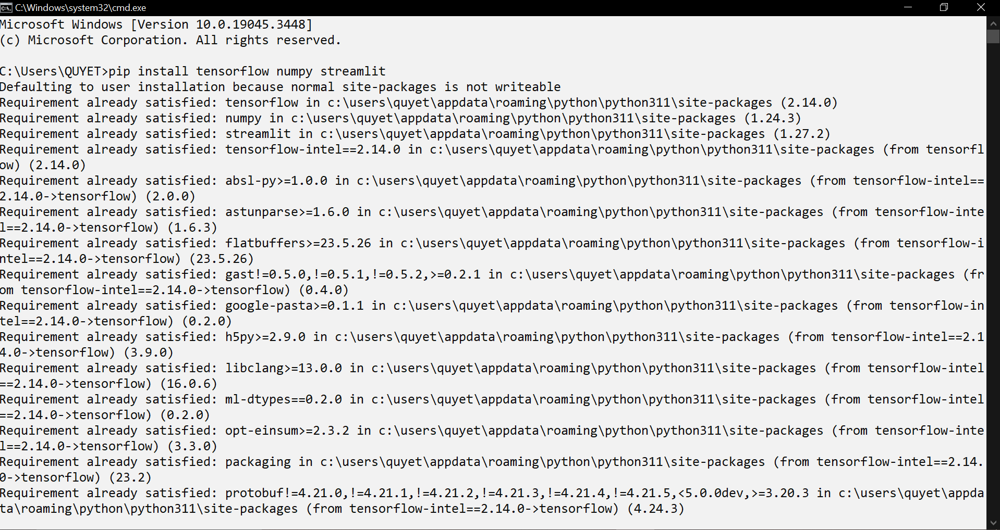 C:\Windows\system32\cmd.exe
Microsoft Windows [Version 10.0.19045.3448]
(c) Microsoft Corporation. All rights reserved.
C:\Users\QUYET>pip install tensorflow numpy streamlit
Defaulting to user installation because normal site-packages is not writeable
Requirement already satisfied: tensorflow in c:\users\quyet\appdata\roaming\python\python311\site-packages (2.14.0)
Requirement already satisfied: numpy in c:\users\quyet\appdata\roaming\python\python311\site-packages (1.24.3)
Requirement already satisfied: streamlit in c:\users\quyet\appdata\roaming\python\python311\site-packages (1.27.2)
Requirement already satisfied: tensorflow-intel==2.14.0 in c:\users\quyet\appdata\roaming\python\python311\site-packages (from tensorfl
ow) (2.14.0)
Requirement already satisfied: absl-py>=1.0.0 in c:\users\quyet\appdata\roaming\python\python311\site-packages (from tensorflow-intel==
2.14.0->tensorflow) (2.0.0)
Requirement already satisfied: astunparse>=1.6.0 in c:\users\quyet\appdata\roaming\python\python311\site-packages (from tensorflow-inte
l==2.14.0->tensorflow) (1.6.3)
Requirement already satisfied: flatbuffers>=23.5.26 in c:\users\quyet\appdata\roaming\python\python311\site-packages (from tensorflow-i
ntel==2.14.0->tensorflow) (23.5.26)
Requirement already satisfied: gast!=0.5.0,!=0.5.1,!=0.5.2,>=0.2.1 in c:\users\quyet\appdata\roaming\python\python311\site-packages (fr
om tensorflow-intel==2.14.0->tensorflow) (0.4.0)
Requirement already satisfied: google-pasta>=0.1.1 in c:\users\quyet\appdata\roaming\python\python311\site-packages (from tensorflow-in
tel==2.14.0->tensorflow) (0.2.0)
Requirement already satisfied: h5py>=2.9.0 in c:\users\quyet\appdata\roaming\python\python311\site-packages (from tensorflow-intel==2.1
4.0->tensorflow) (3.9.0)
Requirement already satisfied: libclang>=13.0.0 in c:\users\quyet\appdata\roaming\python\python311\site-packages (from tensorflow-intel
==2.14.0->tensorflow) (16.0.6)
Requirement already satisfied: ml-dtypes==0.2.0 in c:\users\quyet\appdata\roaming\python\python311\site-packages (from tensorflow-intel
==2.14.0->tensorflow) (0.2.0)
Requirement already satisfied: opt-einsum>=2.3.2 in c:\users\quyet\appdata\roaming\python\python311\site-packages (from tensorflow-inte
l==2.14.0->tensorflow) (3.3.0)
Requirement already satisfied: packaging in c:\users\quyet\appdata\roaming\python\python311\site-packages (from tensorflow-intel==2.14.
0->tensorflow) (23.2)
Requirement already satisfied: protobuf!=4.21.0,!=4.21.1,!=4.21.2,!=4.21.3,!=4.21.4,!=4.21.5,<5.0.0dev,>=3.20.3 in c:\users\quyet\appda
ta\roaming\python\python311\site-packages (from tensorflow-intel==2.14.0->tensorflow) (4.24.3)